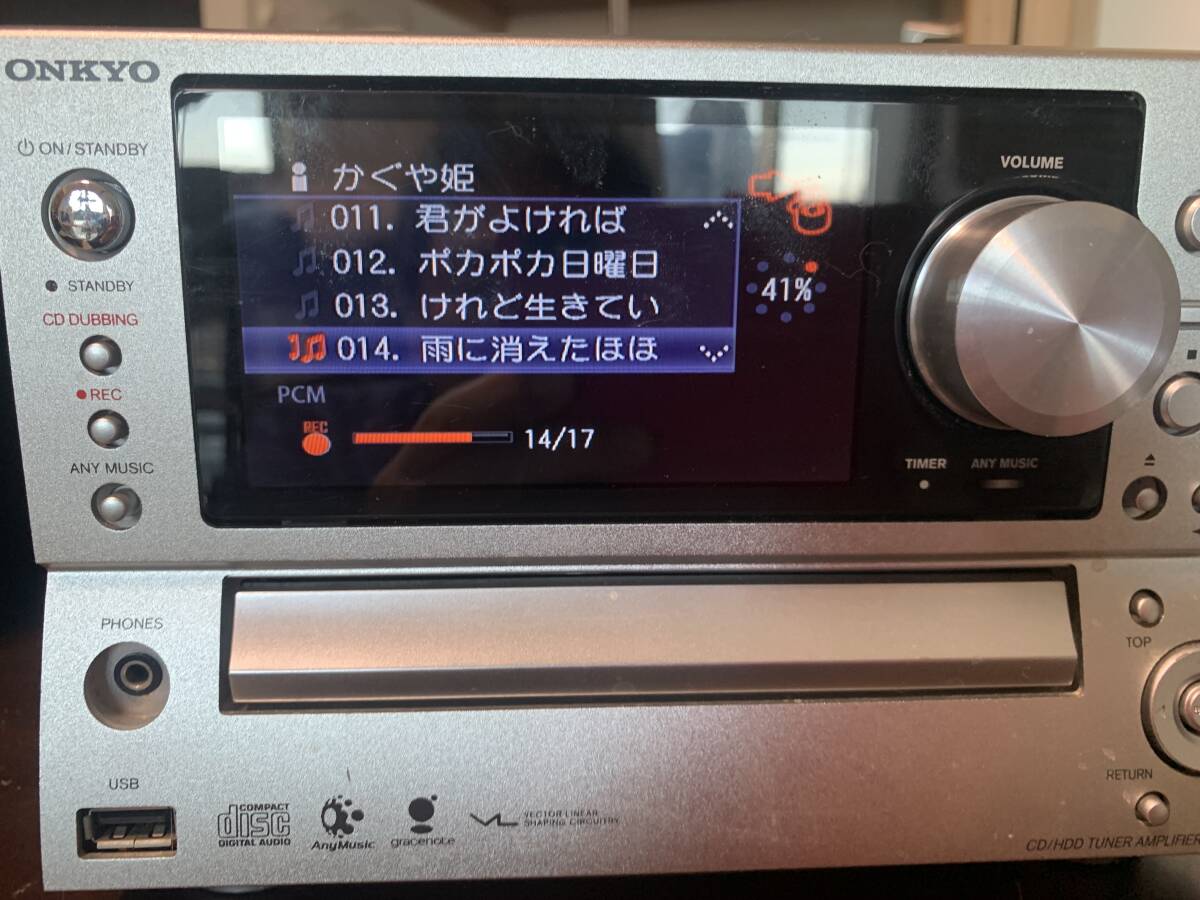 ONKYO
ON/STANDBY
STANDBY
CD DUBBING
REC
ANY MUSIC
かぐや姫
011. 君がよければ
012. ポカポカ日曜日
013. けれど生きてい
014. 雨に消えたほほ
PCM
REC
14/17
41%
VOLUME
TIMER
ANY MUSIC
PHONES
USB
COMPACT
disc
DIGITAL AUDIO
AnyMusic
gracenote
VL
VECTOR LINEAR
SHAPING CIRCUITRY
TOP
RETURN
CD/HDD TUNER AMPLIFIER